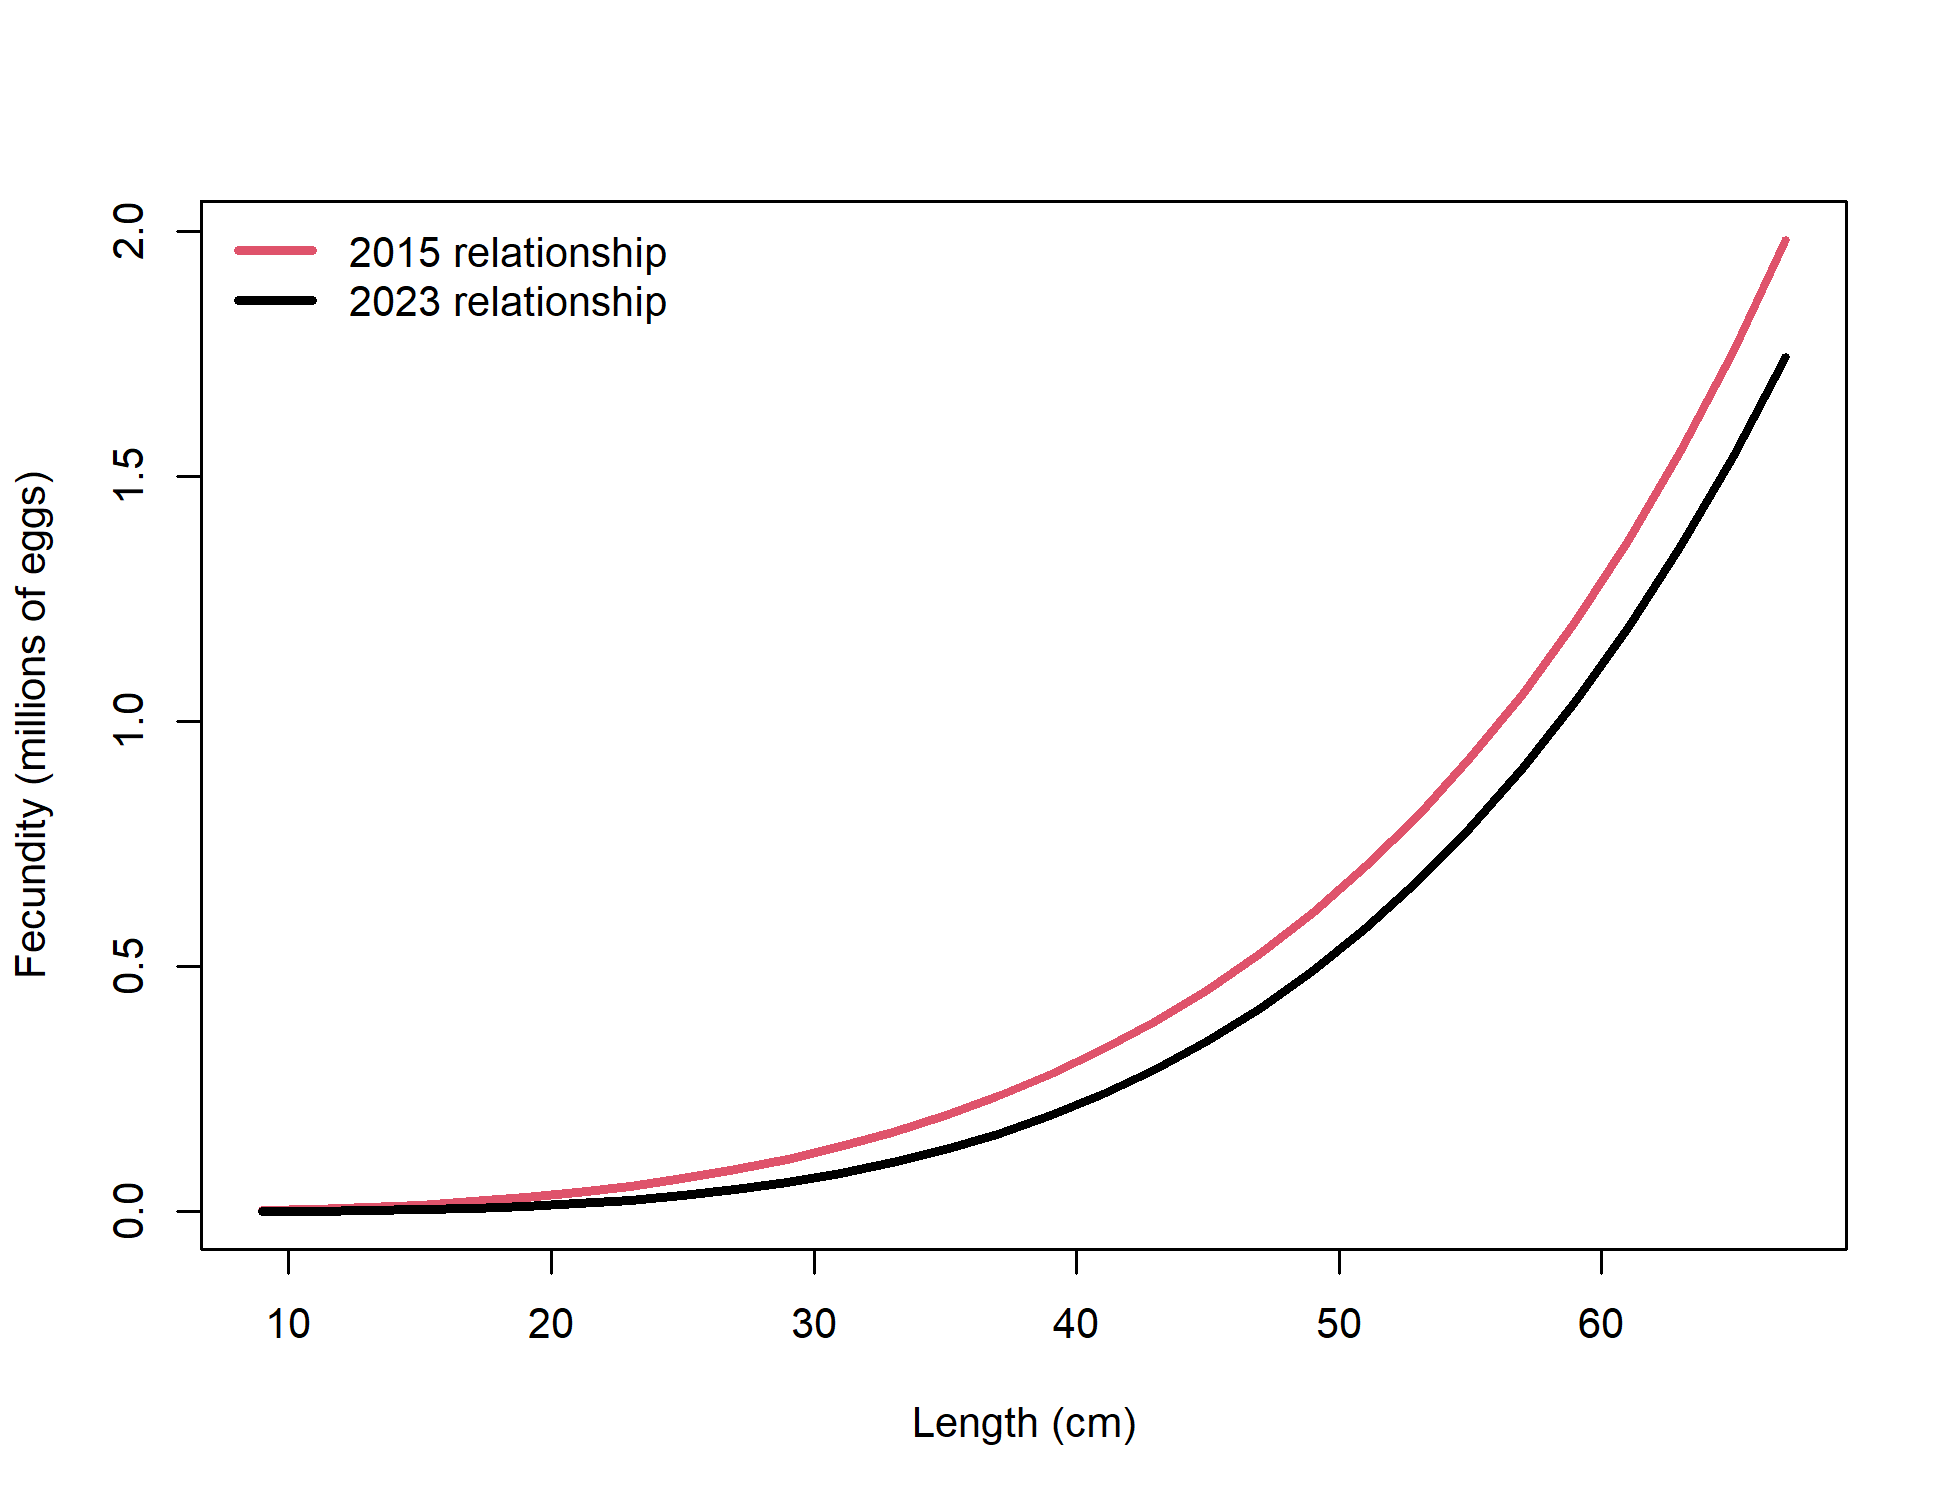 2015 relationship
2023 relationship
Fecundity (millions of eggs)
2.0
1.5
1.0
0.5
0.0
10 20 30 40 50 60
Length (cm)